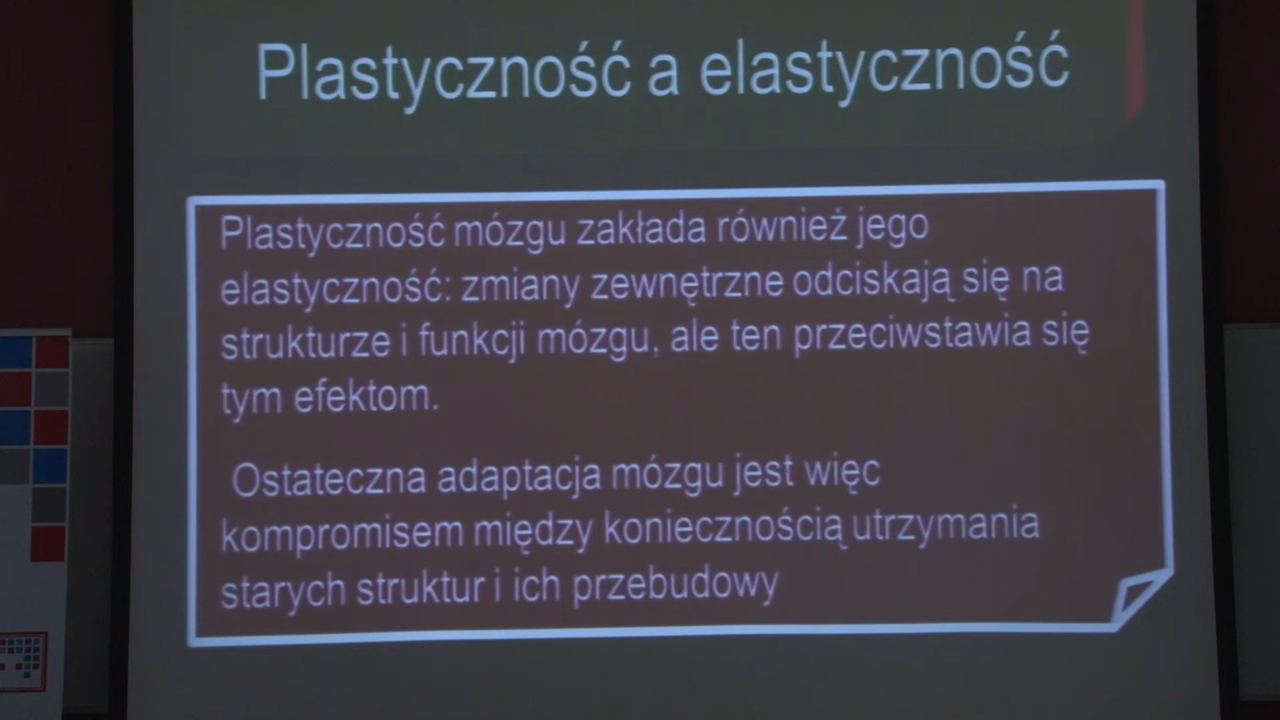 Plastyczność a elastyczność
Plastyczność mózgu zakłada również jego
elastyczność: zmiany zewnętrzne odciskają się na
strukturze i funkcji mózgu, ale ten przeciwstawia się
tym efektom.
Ostateczna adaptacja mózgu jest więc
kompromisem między koniecznością utrzymania
starych struktur i ich przebudowy